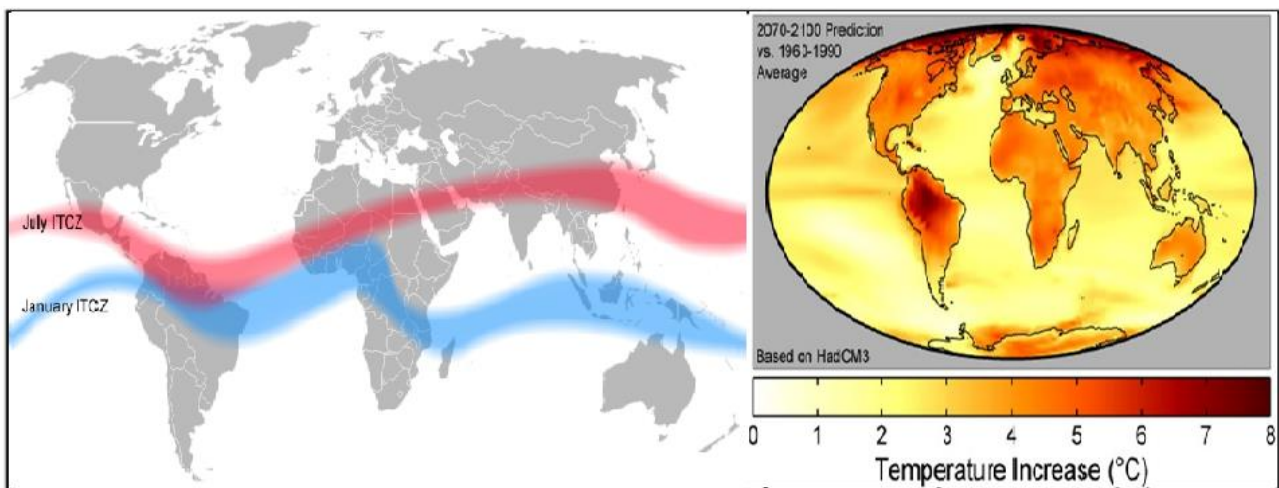 July ITCZ
January ITCZ
2070-2100 Prediction
vs. 1960-1990
Average
Based on HadCM3
0 1 2 3 4 5 6 7 8
Temperature Increase (°C)